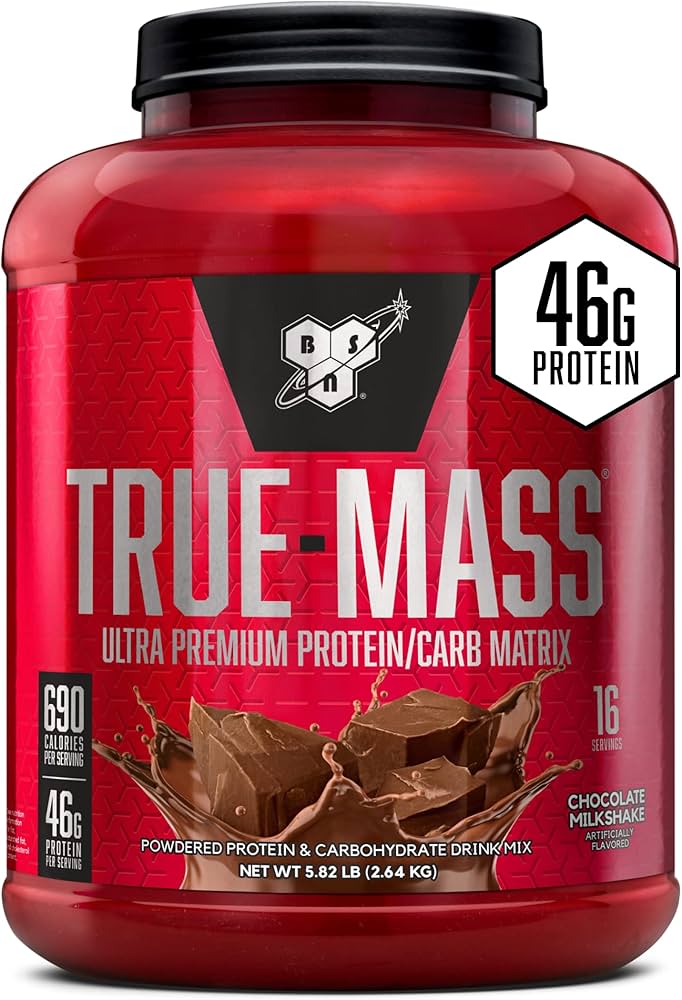 46G
PROTEIN
B S
N
®
TRUE-MASS®
ULTRA PREMIUM PROTEIN/CARB MATRIX
690
CALORIES
PER SERVING
46G
PROTEIN
PER SERVING
16
SERVINGS
CHOCOLATE
MILKSHAKE
ARTIFICIALLY
FLAVORED
POWDERED PROTEIN & CARBOHYDRATE DRINK MIX
NET WT 5.82 LB (2.64 KG)